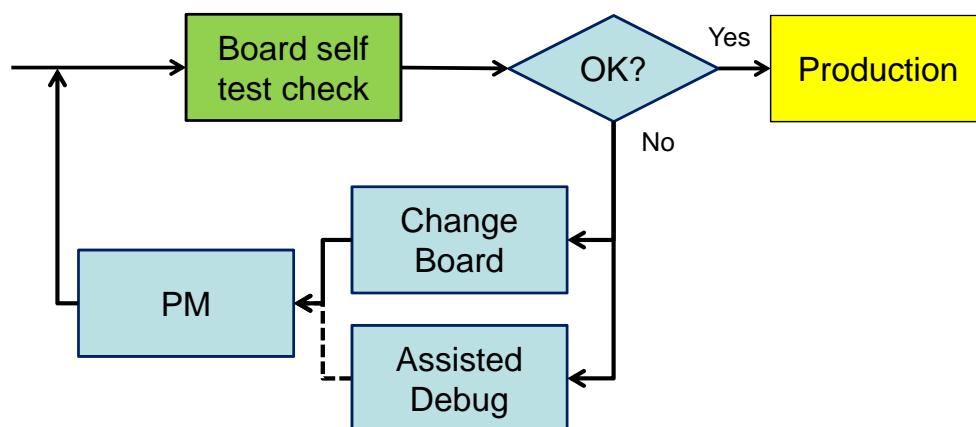 Board self
test check
OK?
Yes
Production
No
Change
Board
PM
Assisted
Debug